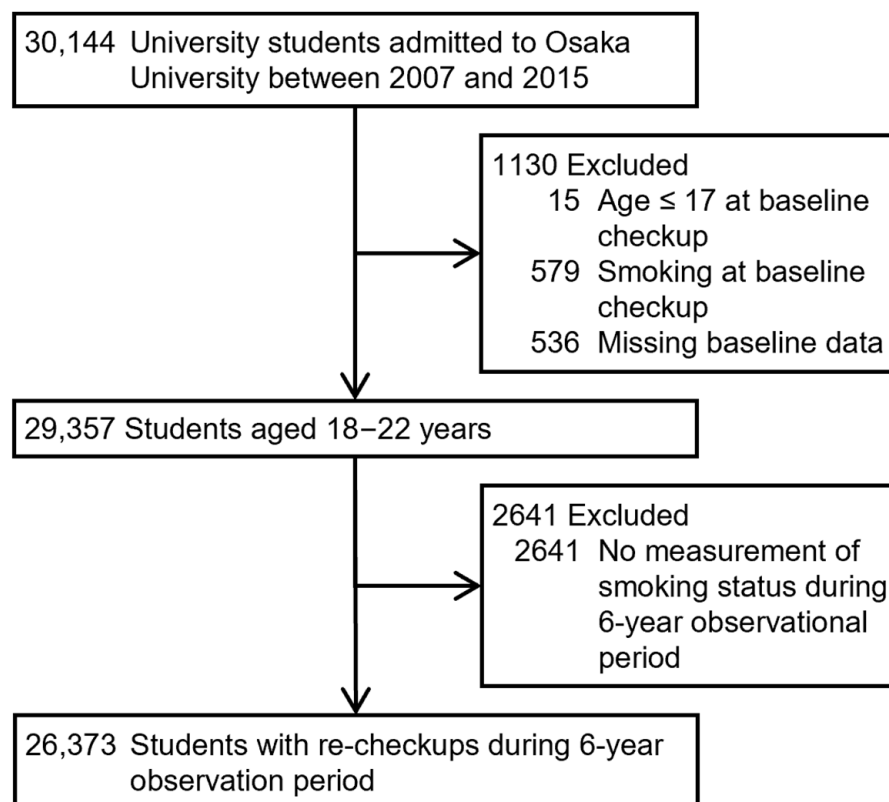 30,144 University students admitted to Osaka
University between 2007 and 2015
1130 Excluded
15 Age ≤ 17 at baseline
checkup
579 Smoking at baseline
checkup
536 Missing baseline data
29,357 Students aged 18–22 years
2641 Excluded
2641 No measurement of
smoking status during
6-year observational
period
26,373 Students with re-checkups during 6-year
observation period